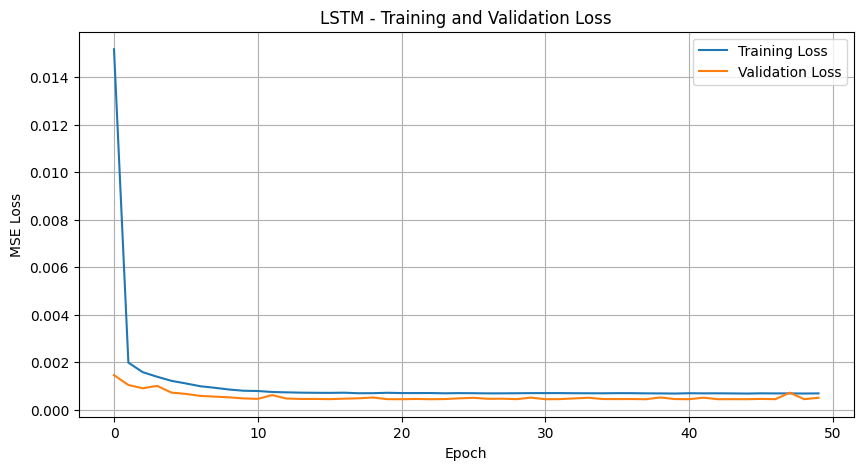 LSTM - Training and Validation Loss
Training Loss
Validation Loss
MSE Loss
0.014
0.012
0.010
0.008
0.006
0.004
0.002
0.000
0
10
20
30
40
50
Epoch